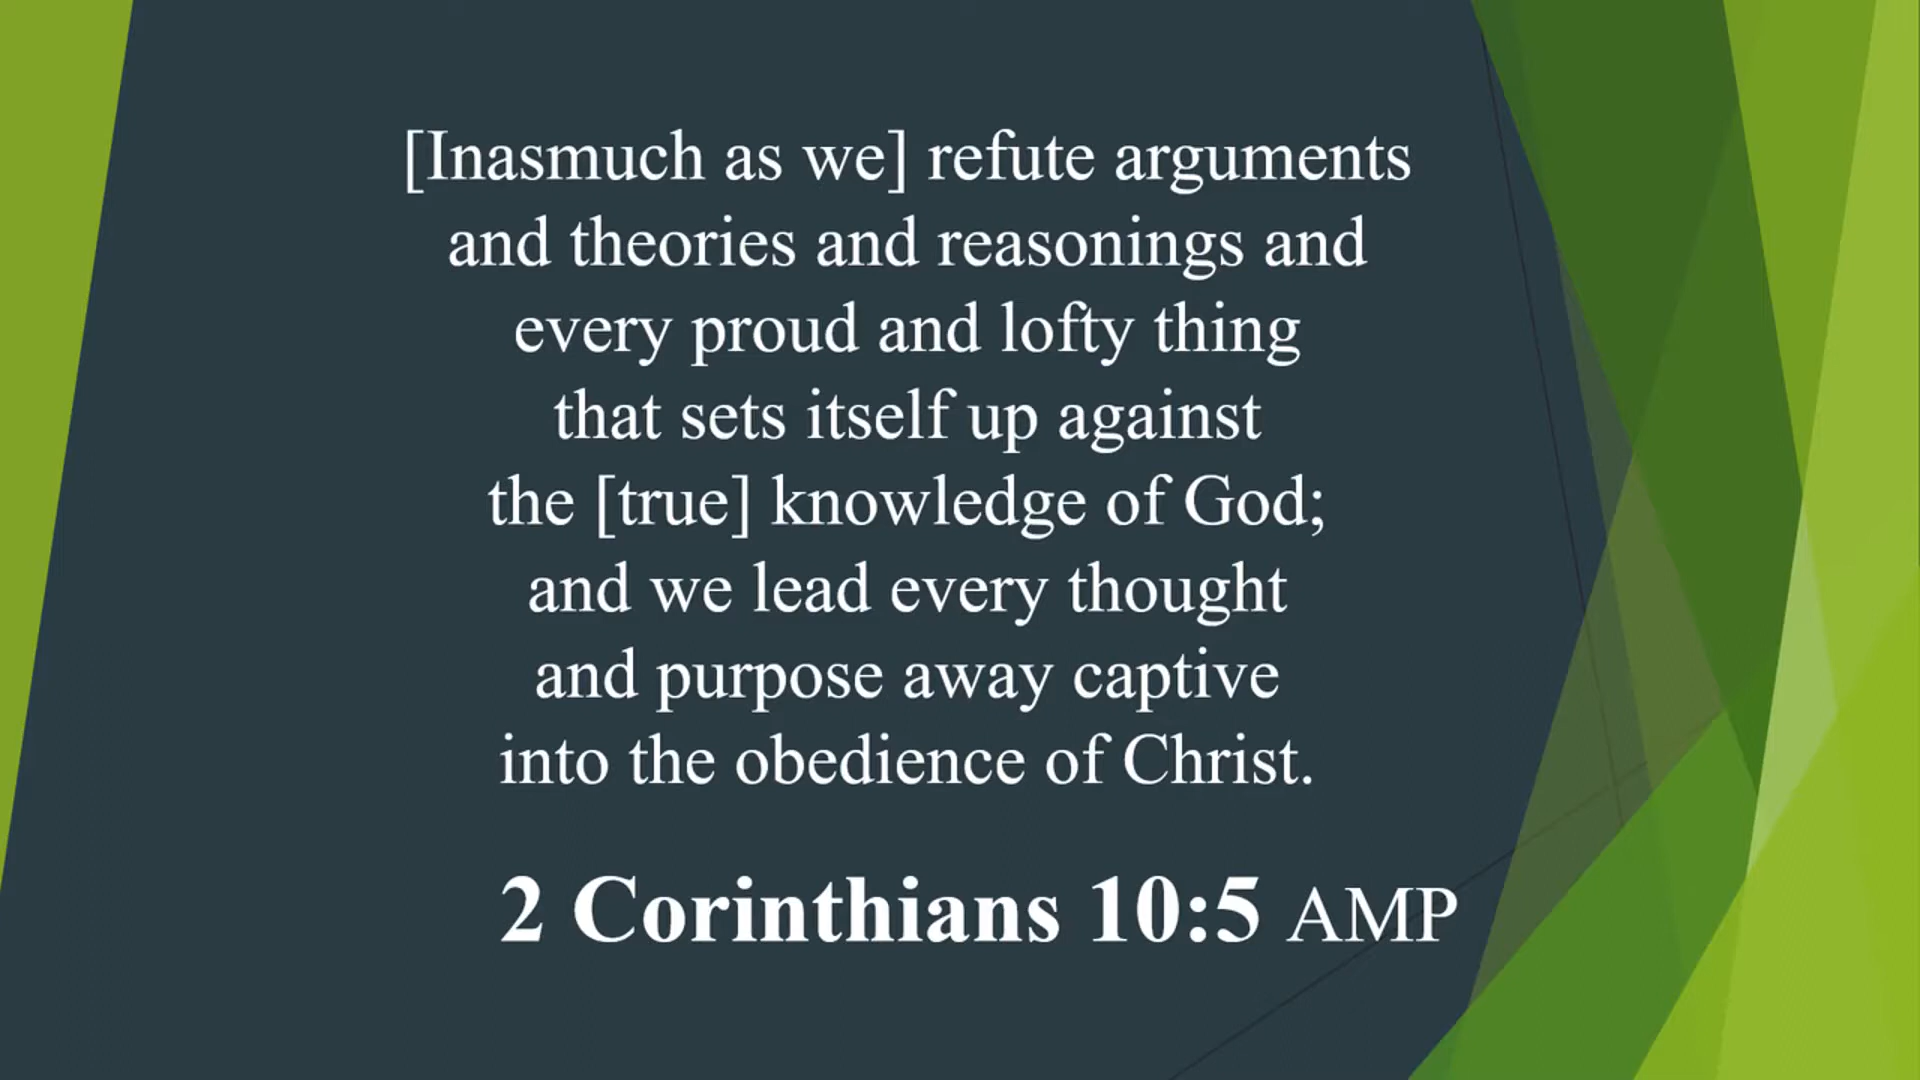 [Inasmuch as we] refute arguments
and theories and reasonings and
every proud and lofty thing
that sets itself up against
the [true] knowledge of God;
and we lead every thought
and purpose away captive
into the obedience of Christ.
2 Corinthians 10:5 AMP